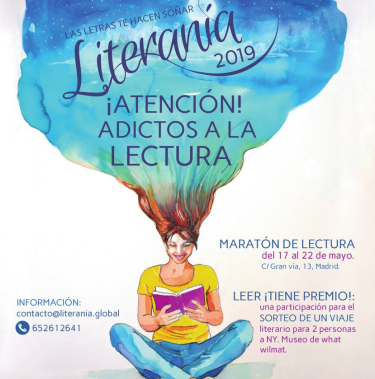 LAS LETRAS TE HACEN SOÑAR
Literanía
2019
¡ATENCIÓN!
ADICTOS A LA
LECTURA
MARATÓN DE LECTURA
del 17 al 22 de mayo.
C/ Gran vía, 13, Madrid.
LEER ¡TIENE PREMIO!:
una participación para el
SORTEO DE UN VIAJE
literario para 2 personas
a NY. Museo de what
wilmat.
INFORMACIÓN:
contacto@literania.global
652612641